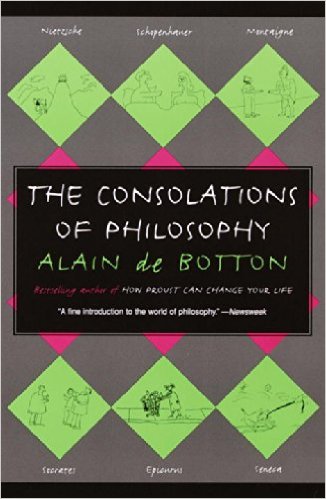 Nietzsche Schopenhauer Montaigne
THE CONSOLATIONS
OF PHILOSOPHY
ALAIN de BOTTON
Bestselling author of HOW PROUST CAN CHANGE YOUR LIFE
"A fine introduction to the world of philosophy."—Newsweek
Socrates Epicurus Seneca